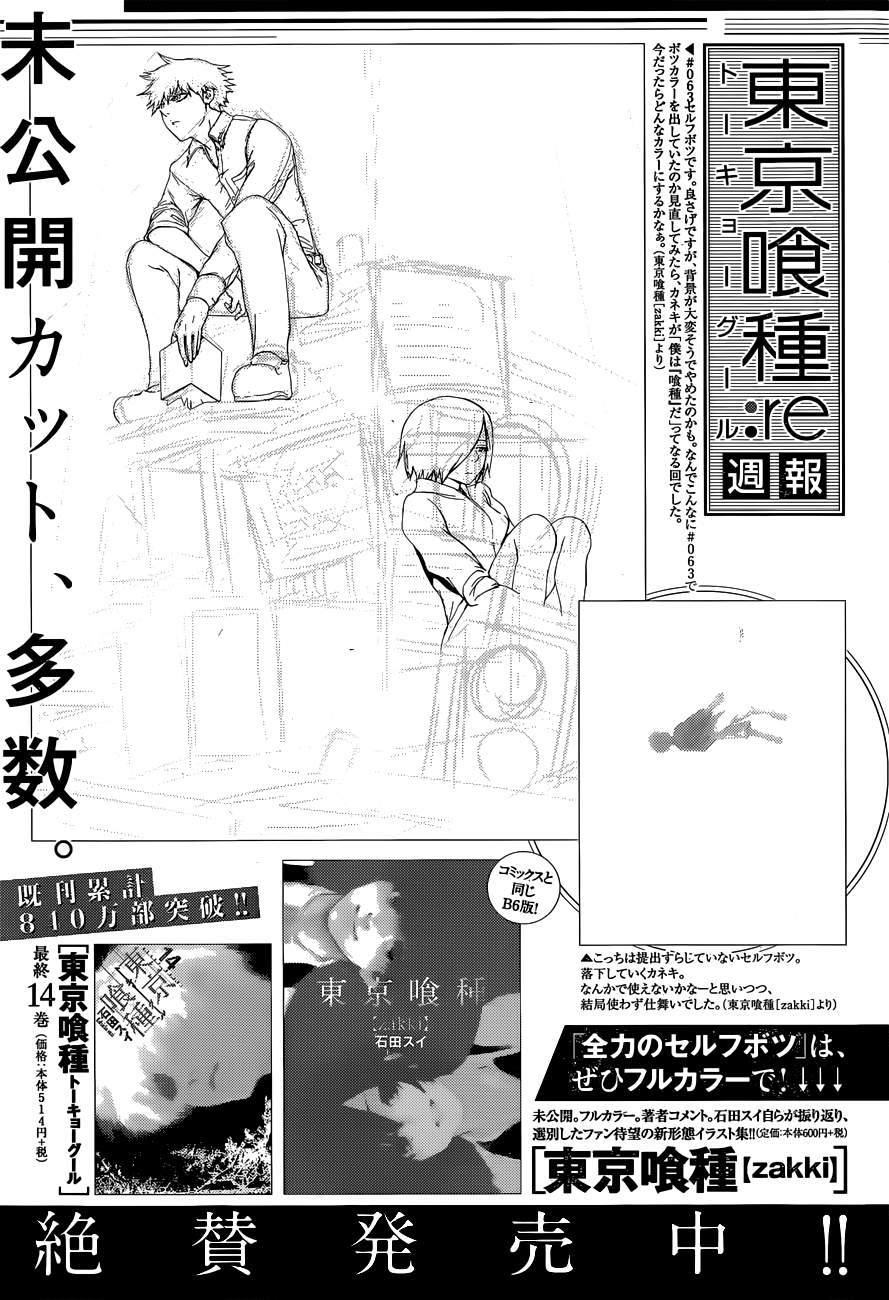 東京喰種:re
トーキョーグール
週報
◀#063セルフボツです。良さげですが、背景が大変そうでやめたのかも。なんでこんなに#063で
ボツカラーを出していたのか見直してみたら、カネキが「僕は『喰種』だ」ってなる回でした。
今だったらどんなカラーにするかなぁ。(東京喰種[zakki]より)
未公開カット、多数。
▲こっちは提出すらしていないセルフボツ。
落下していくカネキ。
なんかで使えないかなーと思いつつ、
結局使わず仕舞いでした。(東京喰種[zakki]より)
「全力のセルフボツ」は、
ぜひフルカラーで!↓↓↓
未公開。フルカラー。著者コメント。石田スイ自らが振り返り、
選別したファン待望の新形態イラスト集!!(定価:本体600円+税)
[東京喰種【zakki】]
コミックスと
同じ
B6版!
東京喰種
【zakki】
石田スイ
既刊累計
840万部突破!!
14
東京
喰種
石田スイ
[東京喰種トーキョーグール]
最終14巻(価格:本体514円+税)
絶賛発売中!!